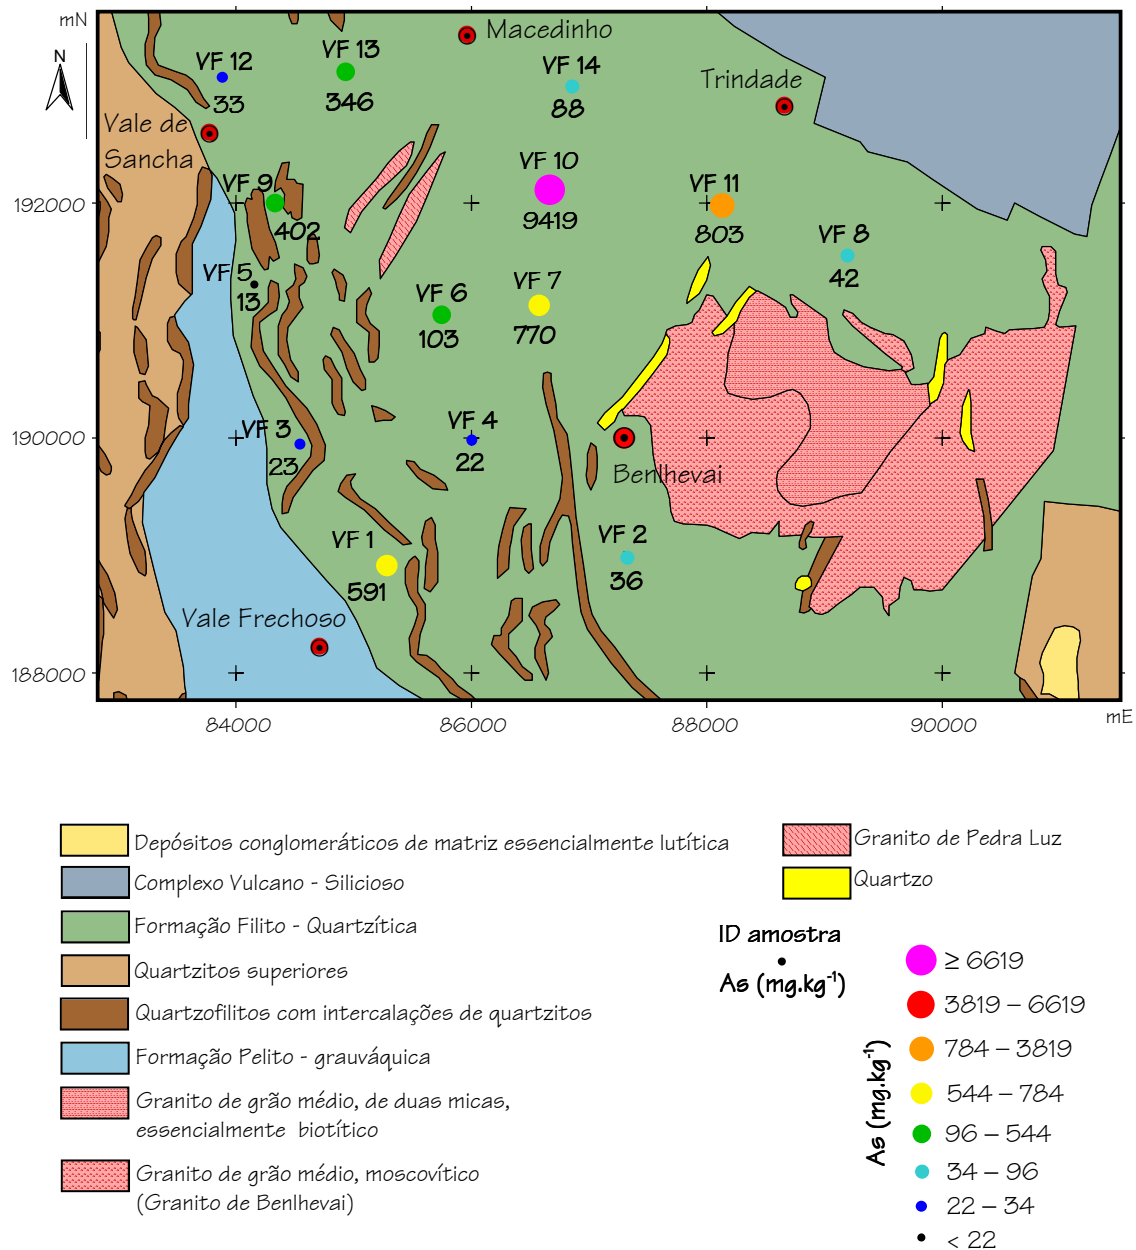 mN
N
Macedinho
VF 12
33
VF 13
346
VF 14
88
Trindade
Vale de
Sancha
VF 9
402
VF 10
9419
VF 11
803
VF 8
42
192000
VF 5
13
VF 6
103
VF 7
770
VF 3
23
VF 4
22
190000
Benlhevai
VF 1
591
VF 2
36
Vale Frechoso
188000
84000
86000
88000
90000
mE
Depósitos conglomeráticos de matriz essencialmente lutítica
Complexo Vulcano - Silicioso
Formação Filito - Quartzítica
Quartzitos superiores
Quartzofilitos com intercalações de quartzitos
Formação Pelito - grauváquica
Granito de grão médio, de duas micas,
essencialmente biotítico
Granito de grão médio, moscovítico
(Granito de Benlhevai)
Granito de Pedra Luz
Quartzo
ID amostra
As (mg.kg⁻¹)
As (mg.kg⁻¹)
≥ 6619
3819 – 6619
784 – 3819
544 – 784
96 – 544
34 – 96
22 – 34
< 22